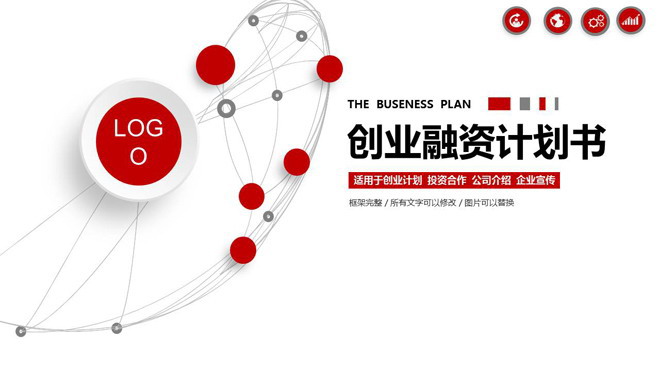 LOG
O
THE BUSENESS PLAN
创业融资计划书
适用于创业计划 投资合作 公司介绍 企业宣传
框架完整 / 所有文字可以修改 / 图片可以替换